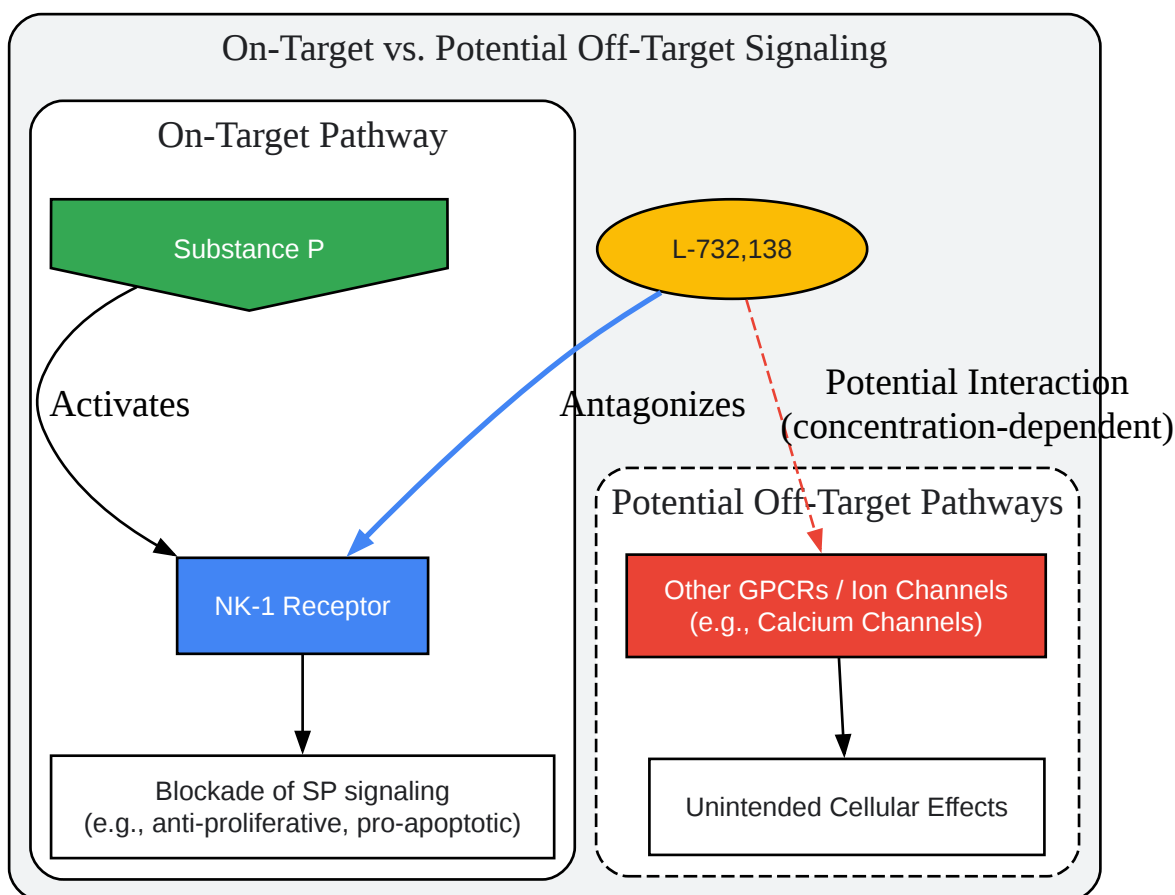 On-Target vs. Potential Off-Target Signaling
On-Target Pathway
Substance P
L-732,138
Activates
Antagonizes
Potential Interaction
(concentration-dependent)
Potential Off-Target Pathways
NK-1 Receptor
Other GPCRs / Ion Channels
(e.g., Calcium Channels)
Blockade of SP signaling
(e.g., anti-proliferative, pro-apoptotic)
Unintended Cellular Effects